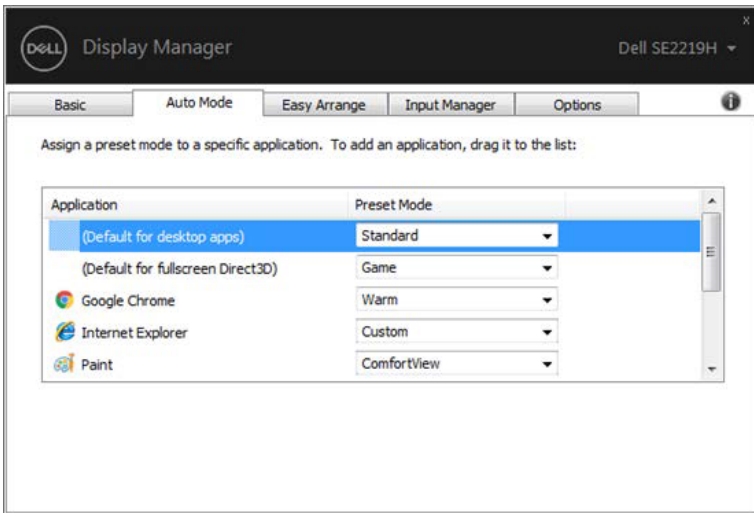 DELL Display Manager Dell SE2219H
x
Basic Auto Mode Easy Arrange Input Manager Options
Assign a preset mode to a specific application. To add an application, drag it to the list:
Application Preset Mode
(Default for desktop apps) Standard
(Default for fullscreen Direct3D) Game
Google Chrome Warm
Internet Explorer Custom
Paint ComfortView